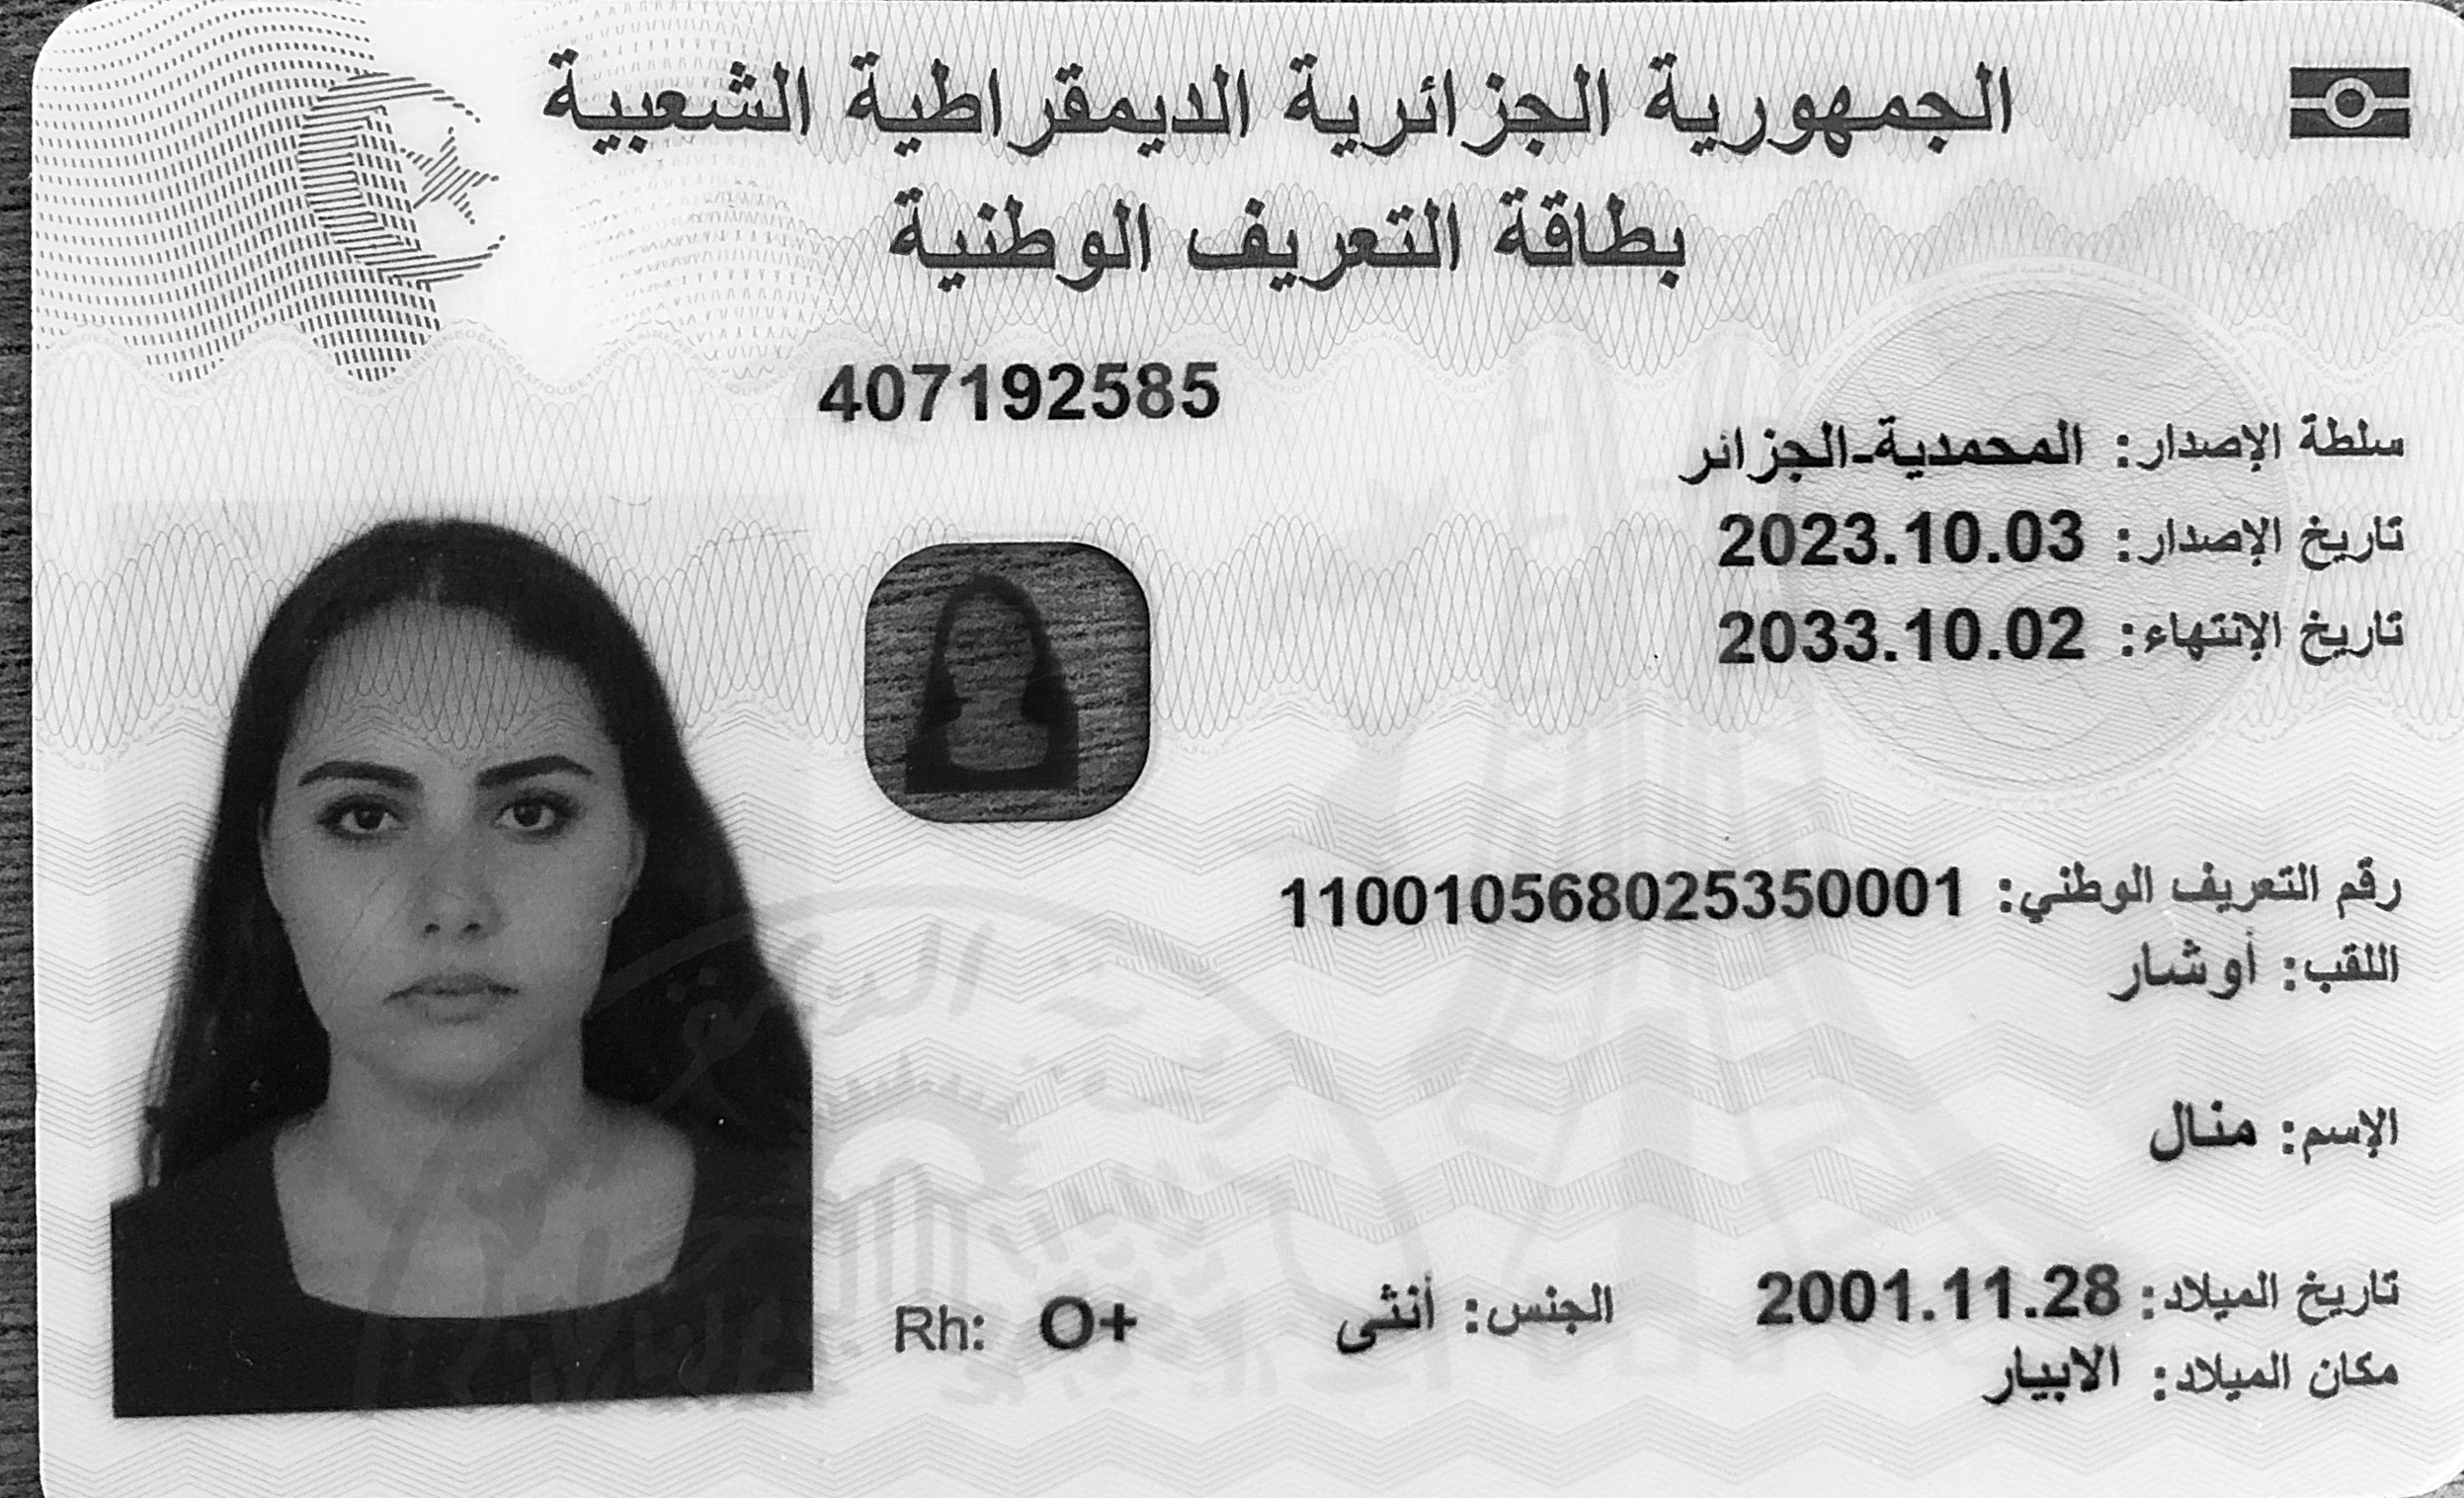 الجمهورية الجزائرية الديمقراطية الشعبية
بطاقة التعريف الوطنية
407192585
سلطة الإصدار: المحمدية-الجزائر
تاريخ الإصدار: 2023.10.03
تاريخ الإنتهاء: 2033.10.02
رقم التعريف الوطني: 110010568025350001
اللقب: أوشار
الإسم: منال
تاريخ الميلاد: 2001.11.28 الجنس: أنثى Rh: O+
مكان الميلاد: الابيار